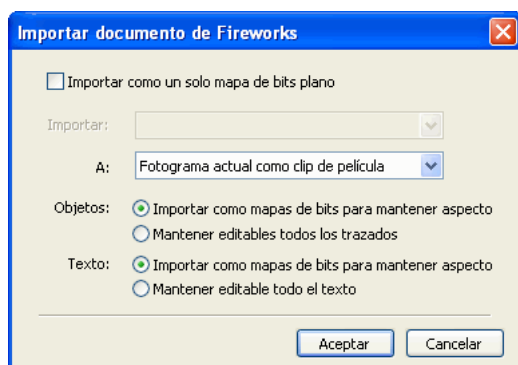 Importar documento de Fireworks
Importar como un solo mapa de bits plano
Importar:
A: Fotograma actual como clip de película
Objetos: Importar como mapas de bits para mantener aspecto
Mantener editables todos los trazados
Texto: Importar como mapas de bits para mantener aspecto
Mantener editable todo el texto
Aceptar Cancelar